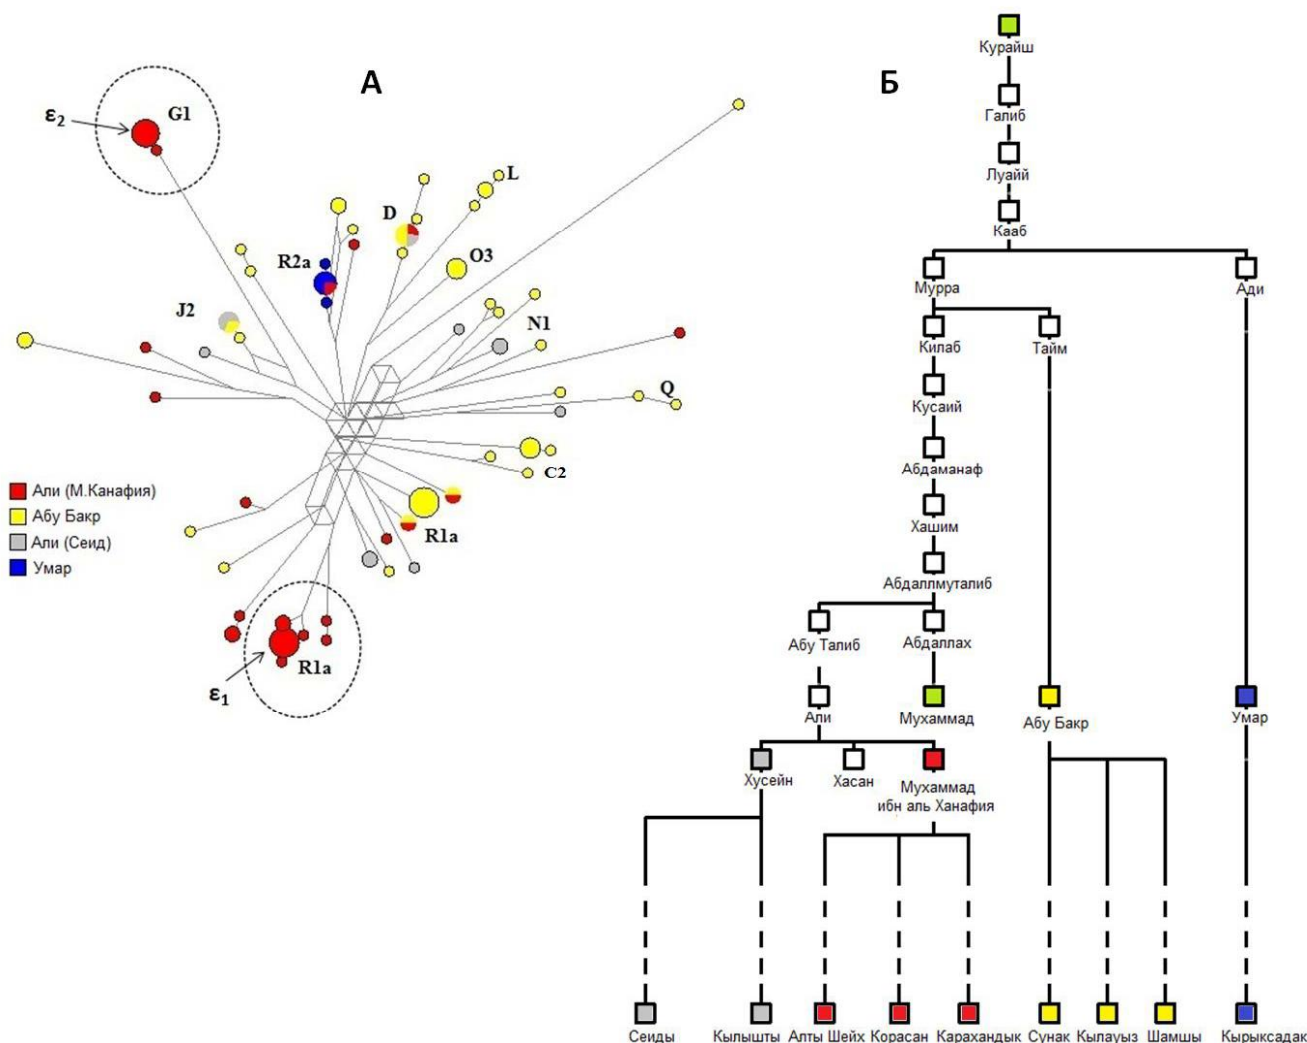 А
Б
ε2
G1
L
D
R2a
O3
J2
N1
Q
C2
R1a
R1a
ε1
Али (М.Канафия)
Абу Бакр
Али (Сеид)
Умар
Курайш
Галиб
Луайй
Кааб
Мурра
Ади
Килаб
Тайм
Кусаий
Абдаманаф
Хашим
Абдаллмуталиб
Абу Талиб
Абдаллах
Али
Мухаммад
Абу Бакр
Умар
Хусейн
Хасан
Мухаммад
ибн аль Ханафия
Сеиды
Кылышты
Алты Шейх
Корасан
Карахандык
Сунак
Кылауыз
Шамшы
Кырыксадак